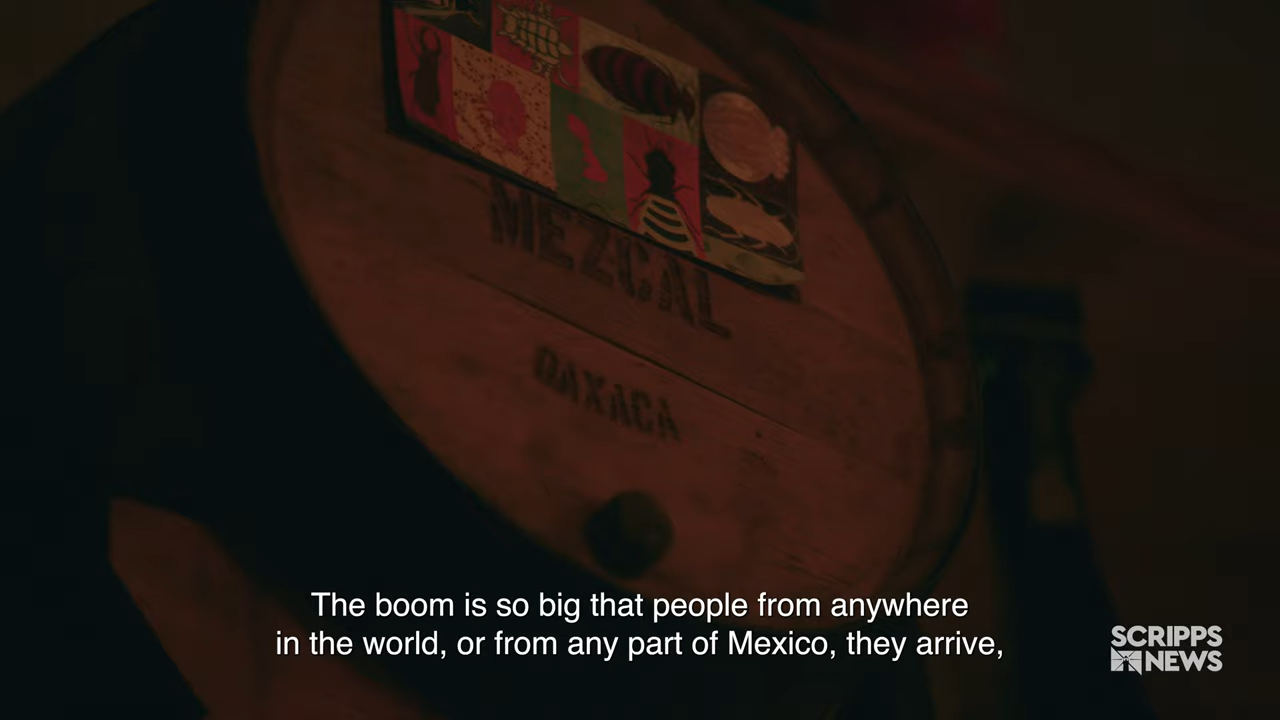 MEZCAL
OAXACA
The boom is so big that people from anywhere
in the world, or from any part of Mexico, they arrive,
SCRIPPS
NEWS